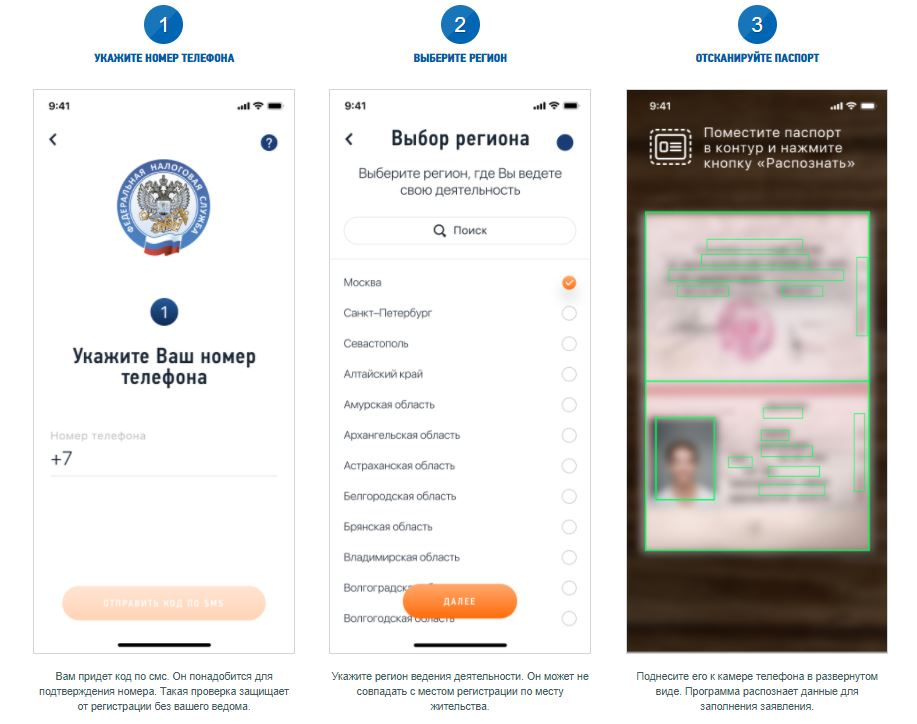 1
УКАЖИТЕ НОМЕР ТЕЛЕФОНА
9:41
?
ФЕДЕРАЛЬНАЯ НАЛОГОВАЯ СЛУЖБА
1
Укажите Ваш номер
телефона
Номер телефона
+7
ОТПРАВИТЬ КОД ПО SMS
Вам придет код по смс. Он понадобится для
подтверждения номера. Такая проверка защищает
от регистрации без вашего ведома.
2
ВЫБЕРИТЕ РЕГИОН
9:41
Выбор региона
Выберите регион, где Вы ведете
свою деятельность
Поиск
Москва
Санкт–Петербург
Севастополь
Алтайский край
Амурская область
Архангельская область
Астраханская область
Белгородская область
Брянская область
Владимирская область
Волгоградская область
ДАЛЕЕ
Вологодская область
Укажите регион ведения деятельности. Он может не
совпадать с местом регистрации по месту
жительства.
3
ОТСКАНИРУЙТЕ ПАСПОРТ
9:41
Поместите паспорт
в контур и нажмите
кнопку «Распознать»
Поднесите его к камере телефона в развернутом
виде. Программа распознает данные для
заполнения заявления.